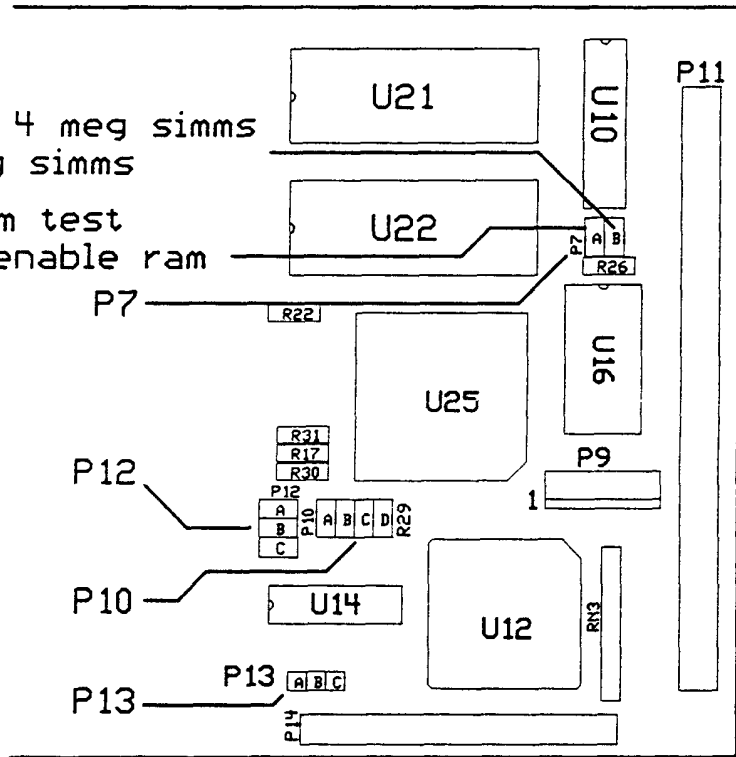 P11
U21
U10
4 meg simms
simms
U22
P7
A B
test
enable ram
R26
P7
R22
U16
U25
R31
R17
R30
P9
1
P12
P12
A
B
C
P10
A B C D
R29
P10
U14
U12
RN3
P13
A B C
P13
P14